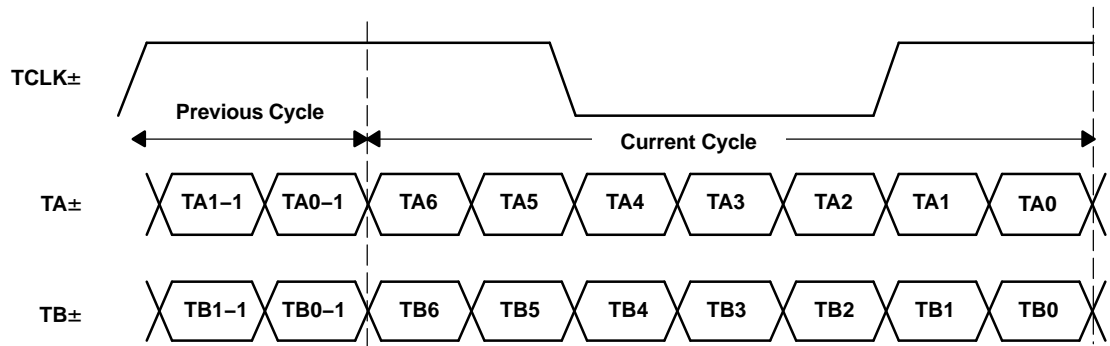 TCLK±
Previous Cycle
Current Cycle
TA±
TA1–1 TA0–1 TA6 TA5 TA4 TA3 TA2 TA1 TA0
TB±
TB1–1 TB0–1 TB6 TB5 TB4 TB3 TB2 TB1 TB0